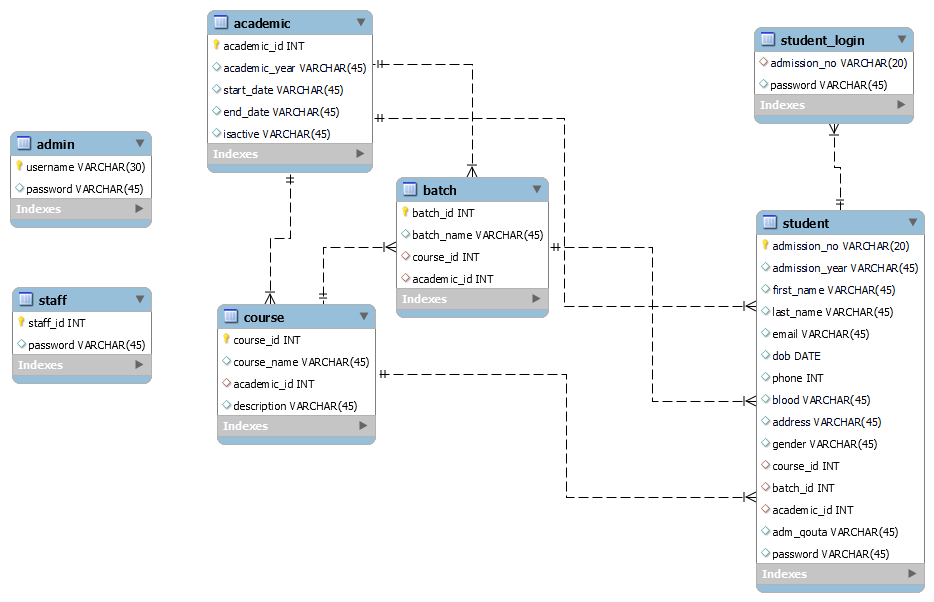 academic
academic_id INT
academic_year VARCHAR(45)
start_date VARCHAR(45)
end_date VARCHAR(45)
isactive VARCHAR(45)
Indexes
student_login
admission_no VARCHAR(20)
password VARCHAR(45)
Indexes
admin
username VARCHAR(30)
password VARCHAR(45)
Indexes
batch
batch_id INT
batch_name VARCHAR(45)
course_id INT
academic_id INT
Indexes
student
admission_no VARCHAR(20)
admission_year VARCHAR(45)
first_name VARCHAR(45)
last_name VARCHAR(45)
email VARCHAR(45)
dob DATE
phone INT
blood VARCHAR(45)
address VARCHAR(45)
gender VARCHAR(45)
course_id INT
batch_id INT
academic_id INT
adm_qouta VARCHAR(45)
password VARCHAR(45)
Indexes
staff
staff_id INT
password VARCHAR(45)
Indexes
course
course_id INT
course_name VARCHAR(45)
academic_id INT
description VARCHAR(45)
Indexes